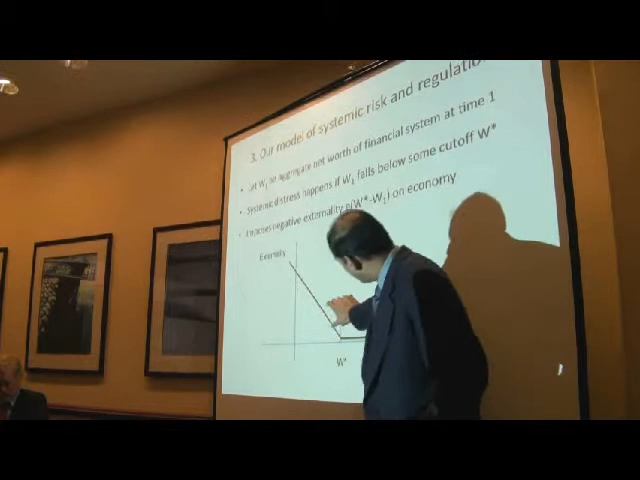 3. Our model of systemic risk and regulation
• Let W₁ be aggregate net worth of financial system at time 1
• Systemic distress happens if W₁ falls below some cutoff W*
• Imposes negative externality e(W*-W₁) on economy
Externality
W*